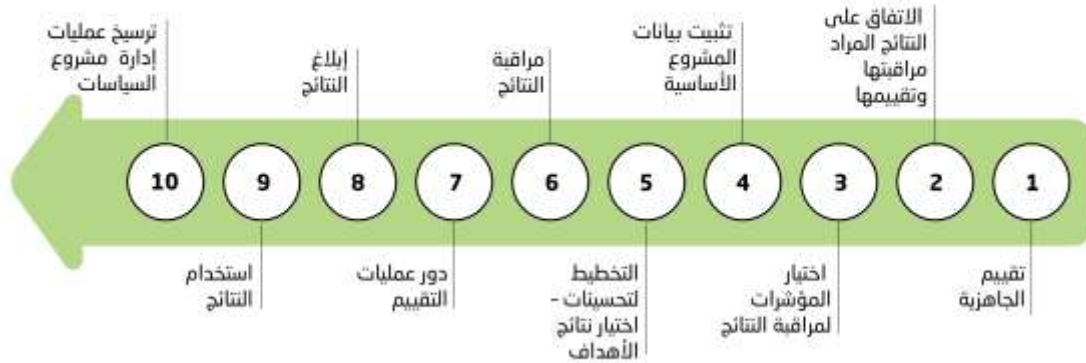 1
تقييم
الجاهزية
2
الاتفاق على
النتائج المراد
مراقبتها
وتقييمها
3
اختيار
المؤشرات
لمراقبة النتائج
4
تثبيت بيانات
المشروع
الأساسية
5
التخطيط
لتحسينات -
اختيار نتائج
الأهداف
6
مراقبة
النتائج
7
دور عمليات
التقييم
8
إبلاغ
النتائج
9
استخدام
النتائج
10
ترسيخ عمليات
إدارة مشروع
السياسات